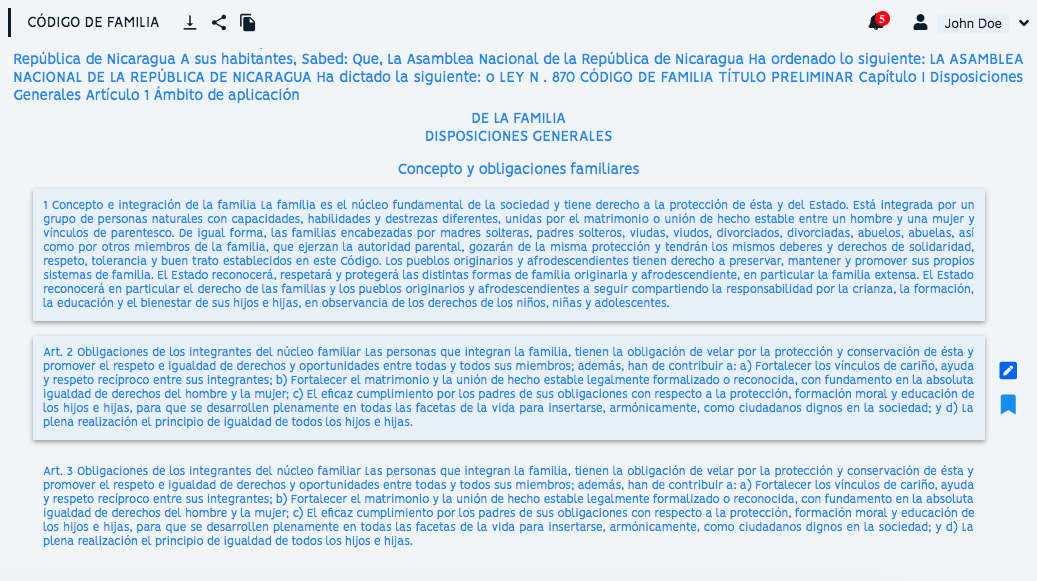 CÓDIGO DE FAMILIA
5
John Doe
República de Nicaragua A sus habitantes, Sabed: Que, La Asamblea Nacional de la República de Nicaragua Ha ordenado lo siguiente: LA ASAMBLEA
NACIONAL DE LA REPÚBLICA DE NICARAGUA Ha dictado la siguiente: o LEY N . 870 CÓDIGO DE FAMILIA TÍTULO PRELIMINAR Capítulo I Disposiciones
Generales Artículo 1 Ámbito de aplicación
DE LA FAMILIA
DISPOSICIONES GENERALES
Concepto y obligaciones familiares
1 Concepto e integración de la familia La familia es el núcleo fundamental de la sociedad y tiene derecho a la protección de ésta y del Estado. Está integrada por un
grupo de personas naturales con capacidades, habilidades y destrezas diferentes, unidas por el matrimonio o unión de hecho estable entre un hombre y una mujer y
vínculos de parentesco. De igual forma, las familias encabezadas por madres solteras, padres solteros, viudas, viudos, divorciados, divorciadas, abuelos, abuelas, así
como por otros miembros de la familia, que ejerzan la autoridad parental, gozarán de la misma protección y tendrán los mismos deberes y derechos de solidaridad,
respeto, tolerancia y buen trato establecidos en este Código. Los pueblos originarios y afrodescendientes tienen derecho a preservar, mantener y promover sus propios
sistemas de familia. El Estado reconocerá, respetará y protegerá las distintas formas de familia originaria y afrodescendiente, en particular la familia extensa. El Estado
reconocerá en particular el derecho de las familias y los pueblos originarios y afrodescendientes a seguir compartiendo la responsabilidad por la crianza, la formación,
la educación y el bienestar de sus hijos e hijas, en observancia de los derechos de los niños, niñas y adolescentes.
Art. 2 Obligaciones de los integrantes del núcleo familiar Las personas que integran la familia, tienen la obligación de velar por la protección y conservación de ésta y
promover el respeto e igualdad de derechos y oportunidades entre todas y todos sus miembros; además, han de contribuir a: a) Fortalecer los vínculos de cariño, ayuda
y respeto recíproco entre sus integrantes; b) Fortalecer el matrimonio y la unión de hecho estable legalmente formalizado o reconocida, con fundamento en la absoluta
igualdad de derechos del hombre y la mujer; c) El eficaz cumplimiento por los padres de sus obligaciones con respecto a la protección, formación moral y educación de
los hijos e hijas, para que se desarrollen plenamente en todas las facetas de la vida para insertarse, armónicamente, como ciudadanos dignos en la sociedad; y d) La
plena realización el principio de igualdad de todos los hijos e hijas.
Art. 3 Obligaciones de los integrantes del núcleo familiar Las personas que integran la familia, tienen la obligación de velar por la protección y conservación de ésta y
promover el respeto e igualdad de derechos y oportunidades entre todas y todos sus miembros; además, han de contribuir a: a) Fortalecer los vínculos de cariño, ayuda
y respeto recíproco entre sus integrantes; b) Fortalecer el matrimonio y la unión de hecho estable legalmente formalizado o reconocida, con fundamento en la absoluta
igualdad de derechos del hombre y la mujer; c) El eficaz cumplimiento por los padres de sus obligaciones con respecto a la protección, formación moral y educación de
los hijos e hijas, para que se desarrollen plenamente en todas las facetas de la vida para insertarse, armónicamente, como ciudadanos dignos en la sociedad; y d) La
plena realización el principio de igualdad de todos los hijos e hijas.